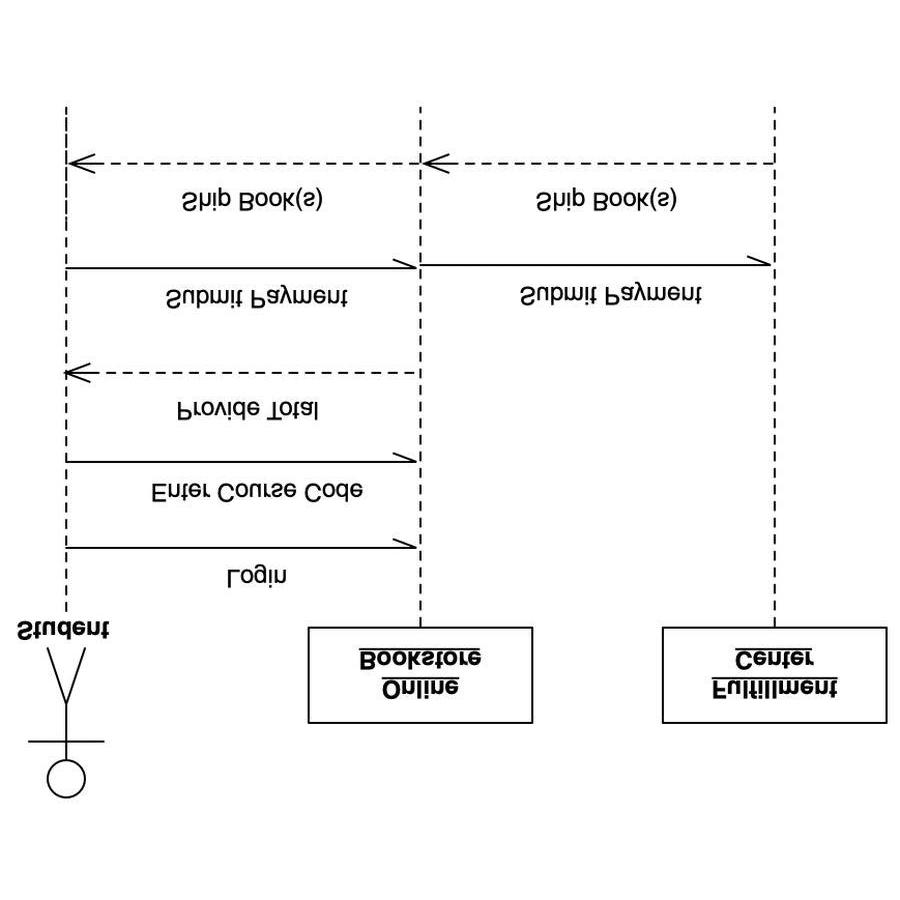 Student
Online
Bookstore
Fulfillment
Center
Login
Enter Course Code
Provide Total
Submit Payment
Submit Payment
Ship Book(s)
Ship Book(s)